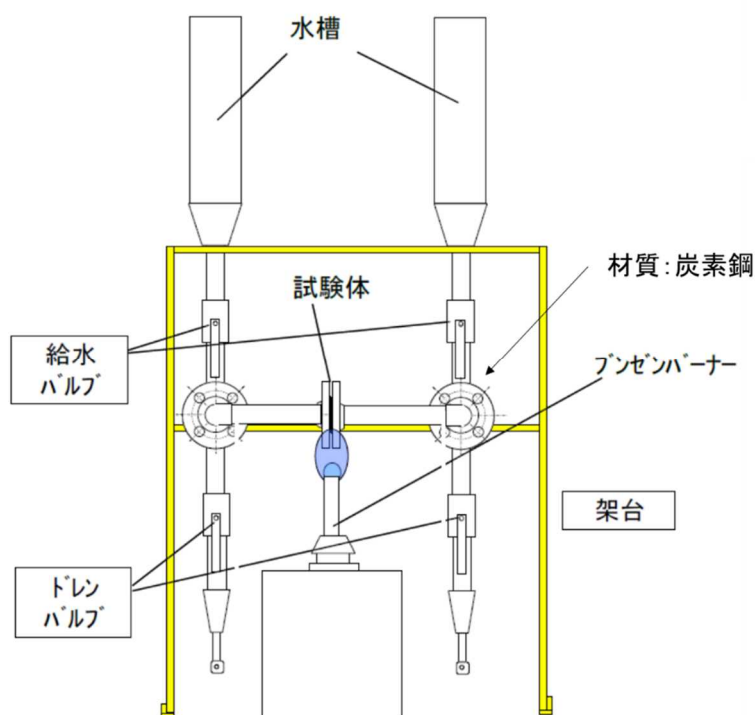 水槽
材質:炭素鋼
試験体
給水
バルブ
ブンゼンバーナー
架台
ドレン
バルブ